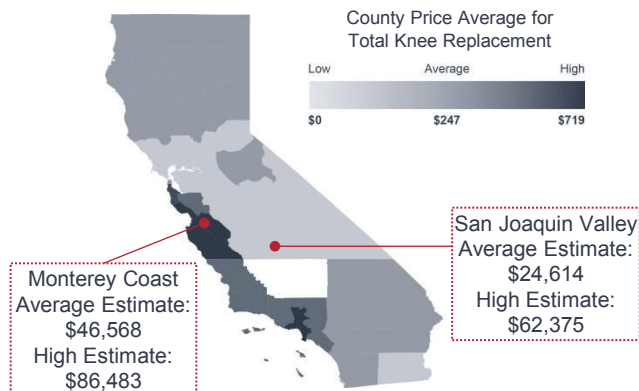 County Price Average for
Total Knee Replacement
Low Average High
$0 $247 $719
San Joaquin Valley
Average Estimate:
$24,614
High Estimate:
$62,375
Monterey Coast
Average Estimate:
$46,568
High Estimate:
$86,483